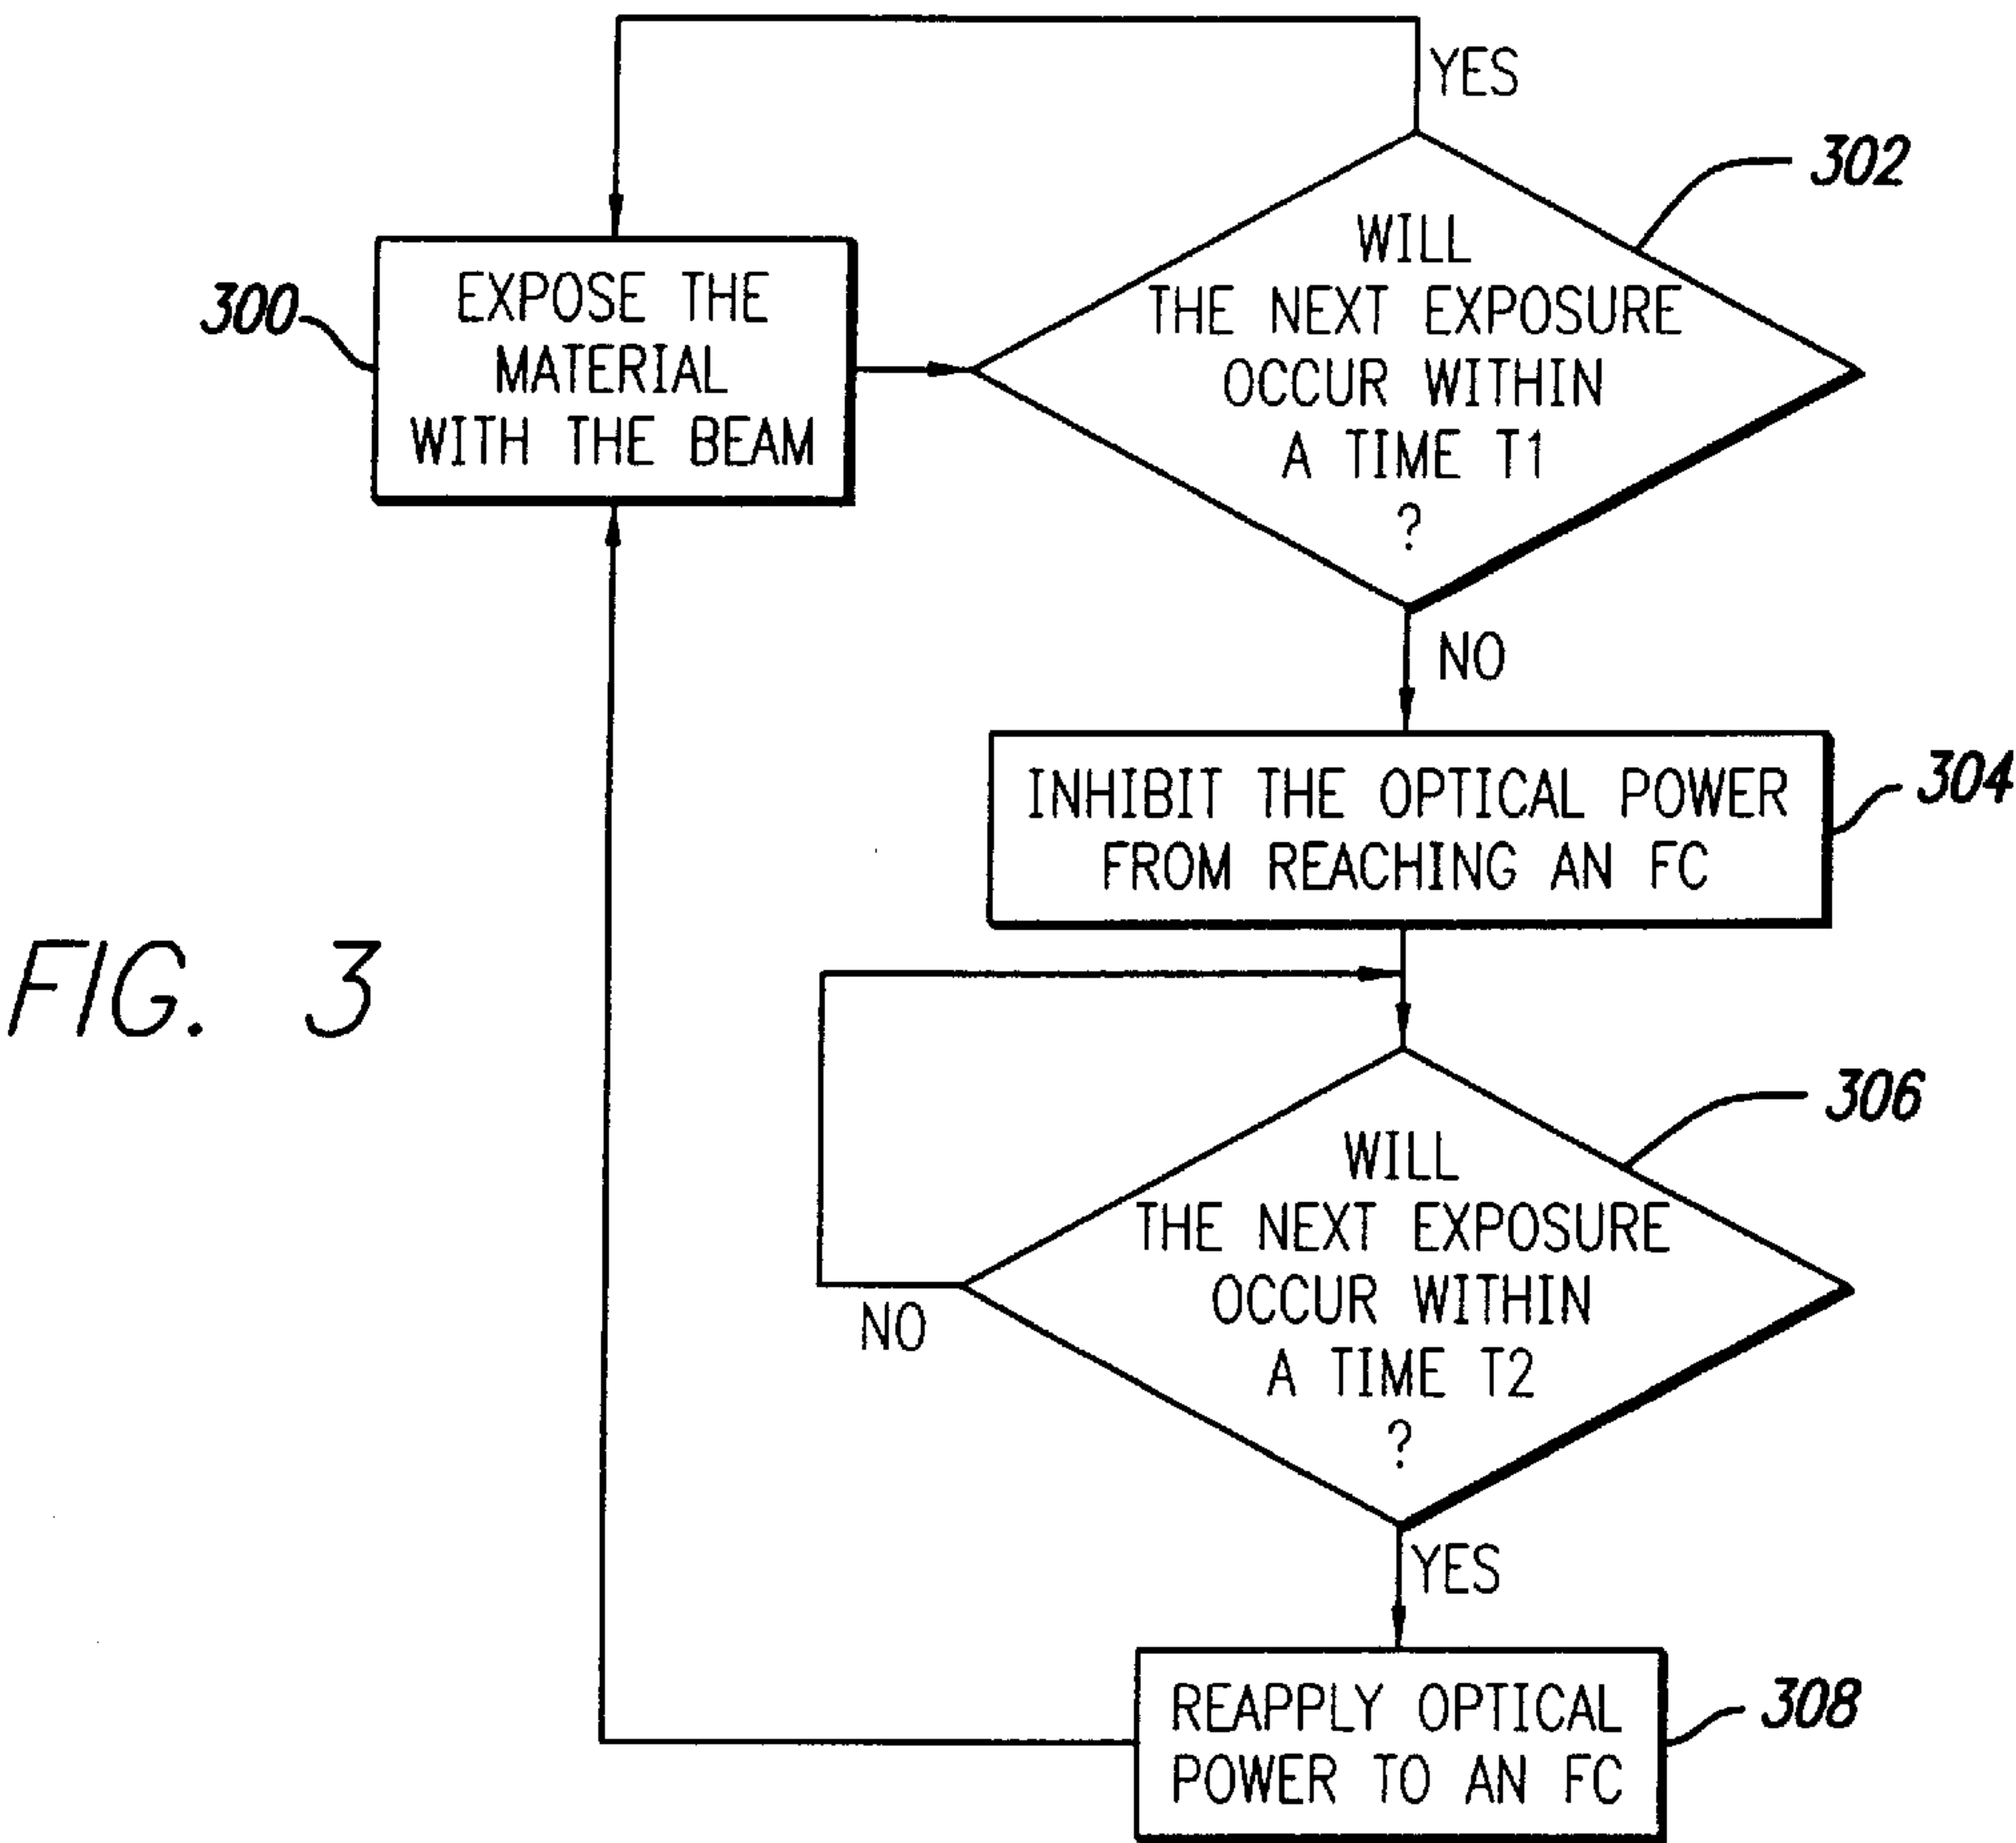 YES
302
WILL
THE NEXT EXPOSURE
OCCUR WITHIN
A TIME T1
?
300
EXPOSE THE
MATERIAL
WITH THE BEAM
NO
304
INHIBIT THE OPTICAL POWER
FROM REACHING AN FC
FIG. 3
306
WILL
THE NEXT EXPOSURE
OCCUR WITHIN
A TIME T2
?
NO
YES
308
REAPPLY OPTICAL
POWER TO AN FC